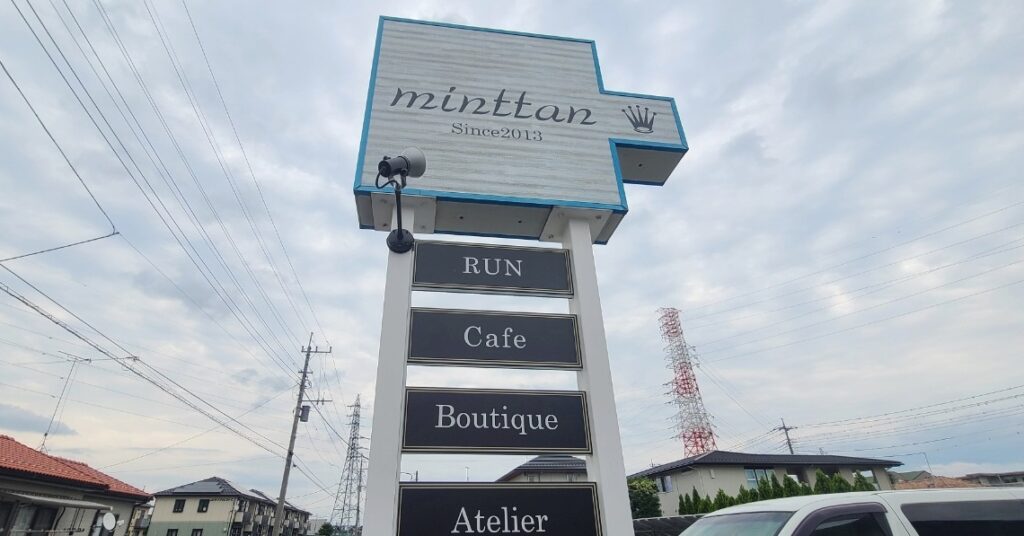 minttan
Since2013
RUN
Cafe
Boutique
Atelier